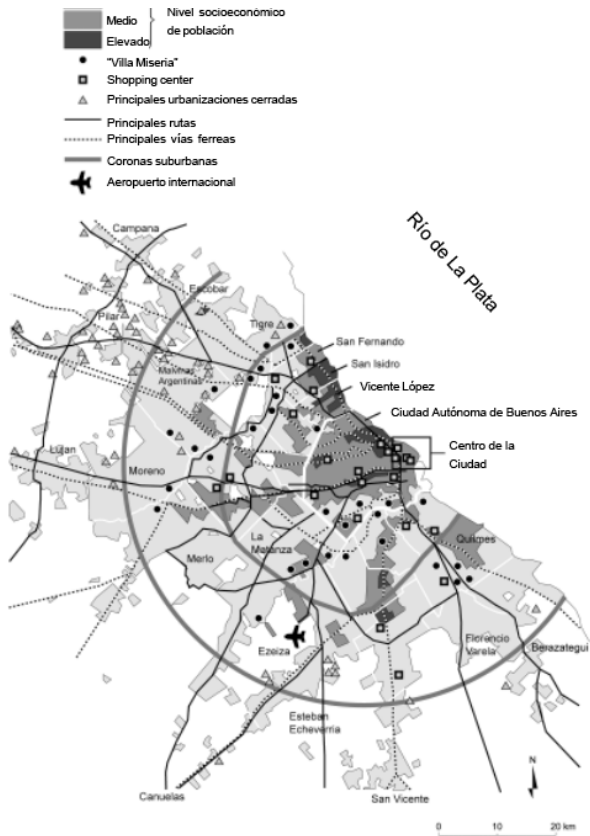 Medio
Elevado
Nivel socioeconómico
de población
"Villa Miseria"
Shopping center
Principales urbanizaciones cerradas
Principales rutas
Principales vías ferreas
Coronas suburbanas
Aeropuerto internacional
Río de La Plata
Campana
Escobar
Pilar
Tigre
San Fernando
San Isidro
Malvinas
Argentinas
Vicente López
Ciudad Autónoma de Buenos Aires
Centro de la
Ciudad
Luján
Moreno
La
Matanza
Quilmes
Merlo
Ezeiza
Florencio
Varela
Berazategui
Esteban
Echeverria
Canuelas
San Vicente
N
0 10 20 km